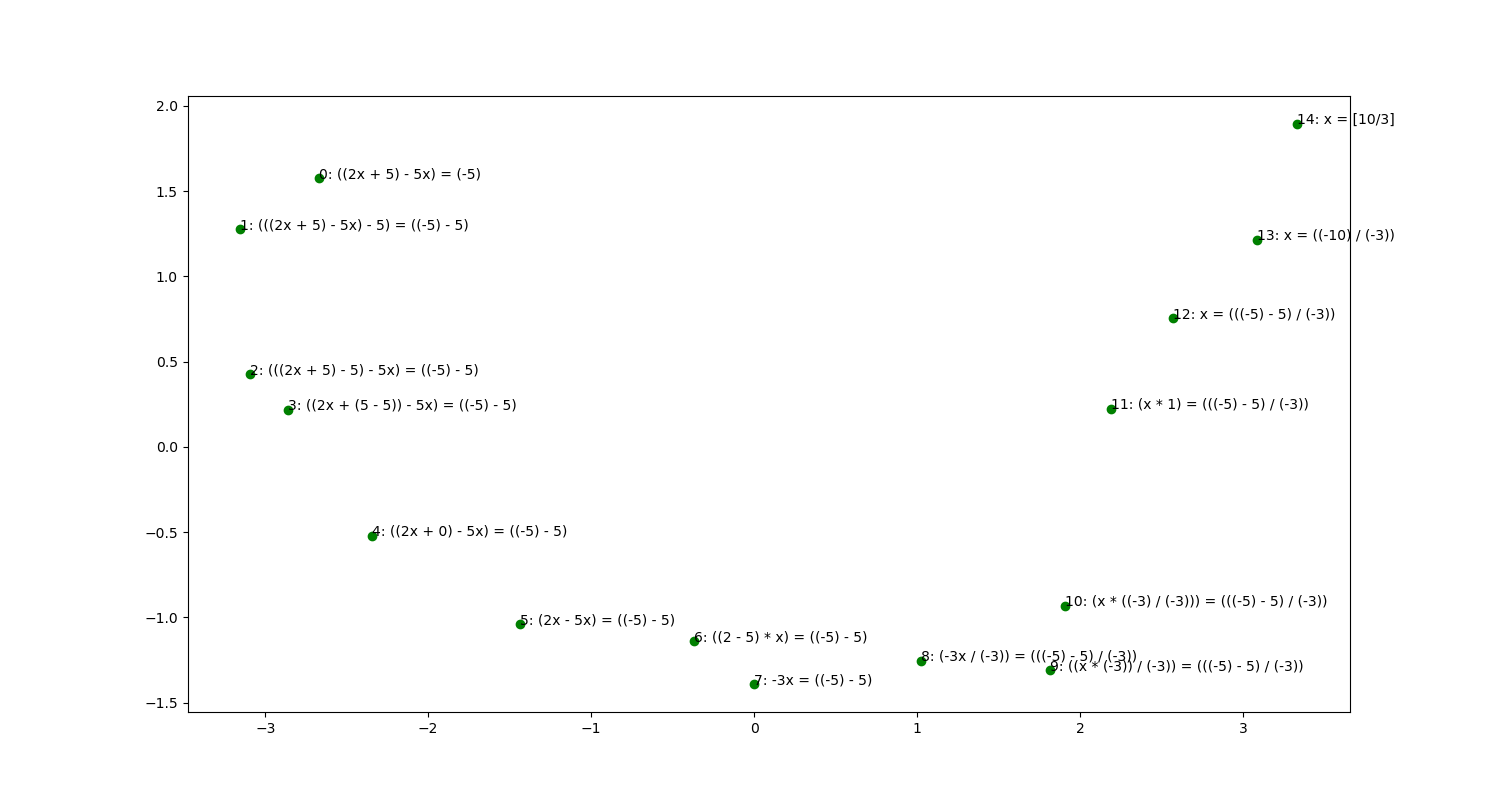 2.0
1.5
1.0
0.5
0.0
−0.5
−1.0
−1.5
14: x = [10/3]
0: ((2x + 5) - 5x) = (-5)
1: (((2x + 5) - 5x) - 5) = ((-5) - 5)
13: x = ((-10) / (-3))
12: x = (((-5) - 5) / (-3))
2: (((2x + 5) - 5) - 5x) = ((-5) - 5)
3: ((2x + (5 - 5)) - 5x) = ((-5) - 5)
11: (x * 1) = (((-5) - 5) / (-3))
4: ((2x + 0) - 5x) = ((-5) - 5)
10: (x * ((-3) / (-3))) = (((-5) - 5) / (-3))
5: (2x - 5x) = ((-5) - 5)
6: ((2 - 5) * x) = ((-5) - 5)
8: (-3x / (-3)) = (((-5) - 5) / (-3))
9: ((x * (-3)) / (-3)) = (((-5) - 5) / (-3))
7: -3x = ((-5) - 5)
−3 −2 −1 0 1 2 3